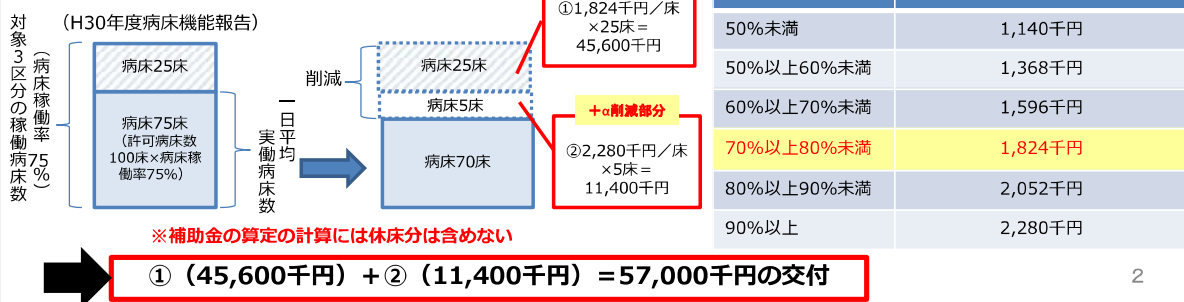 対象3区分の稼働病床数
（病床稼働率 75%）
（H30年度病床機能報告）
病床25床
病床75床
（許可病床数
100床×病床稼
働率75%）
一日平均
実働病床数
削減
病床25床
病床5床
病床70床
①1,824千円／床
×25床＝
45,600千円
＋α削減部分
②2,280千円／床
×5床＝
11,400千円
50%未満 1,140千円
50%以上60%未満 1,368千円
60%以上70%未満 1,596千円
70%以上80%未満 1,824千円
80%以上90%未満 2,052千円
90%以上 2,280千円
※補助金の算定の計算には休床分は含めない
①（45,600千円）＋②（11,400千円）＝57,000千円の交付
2